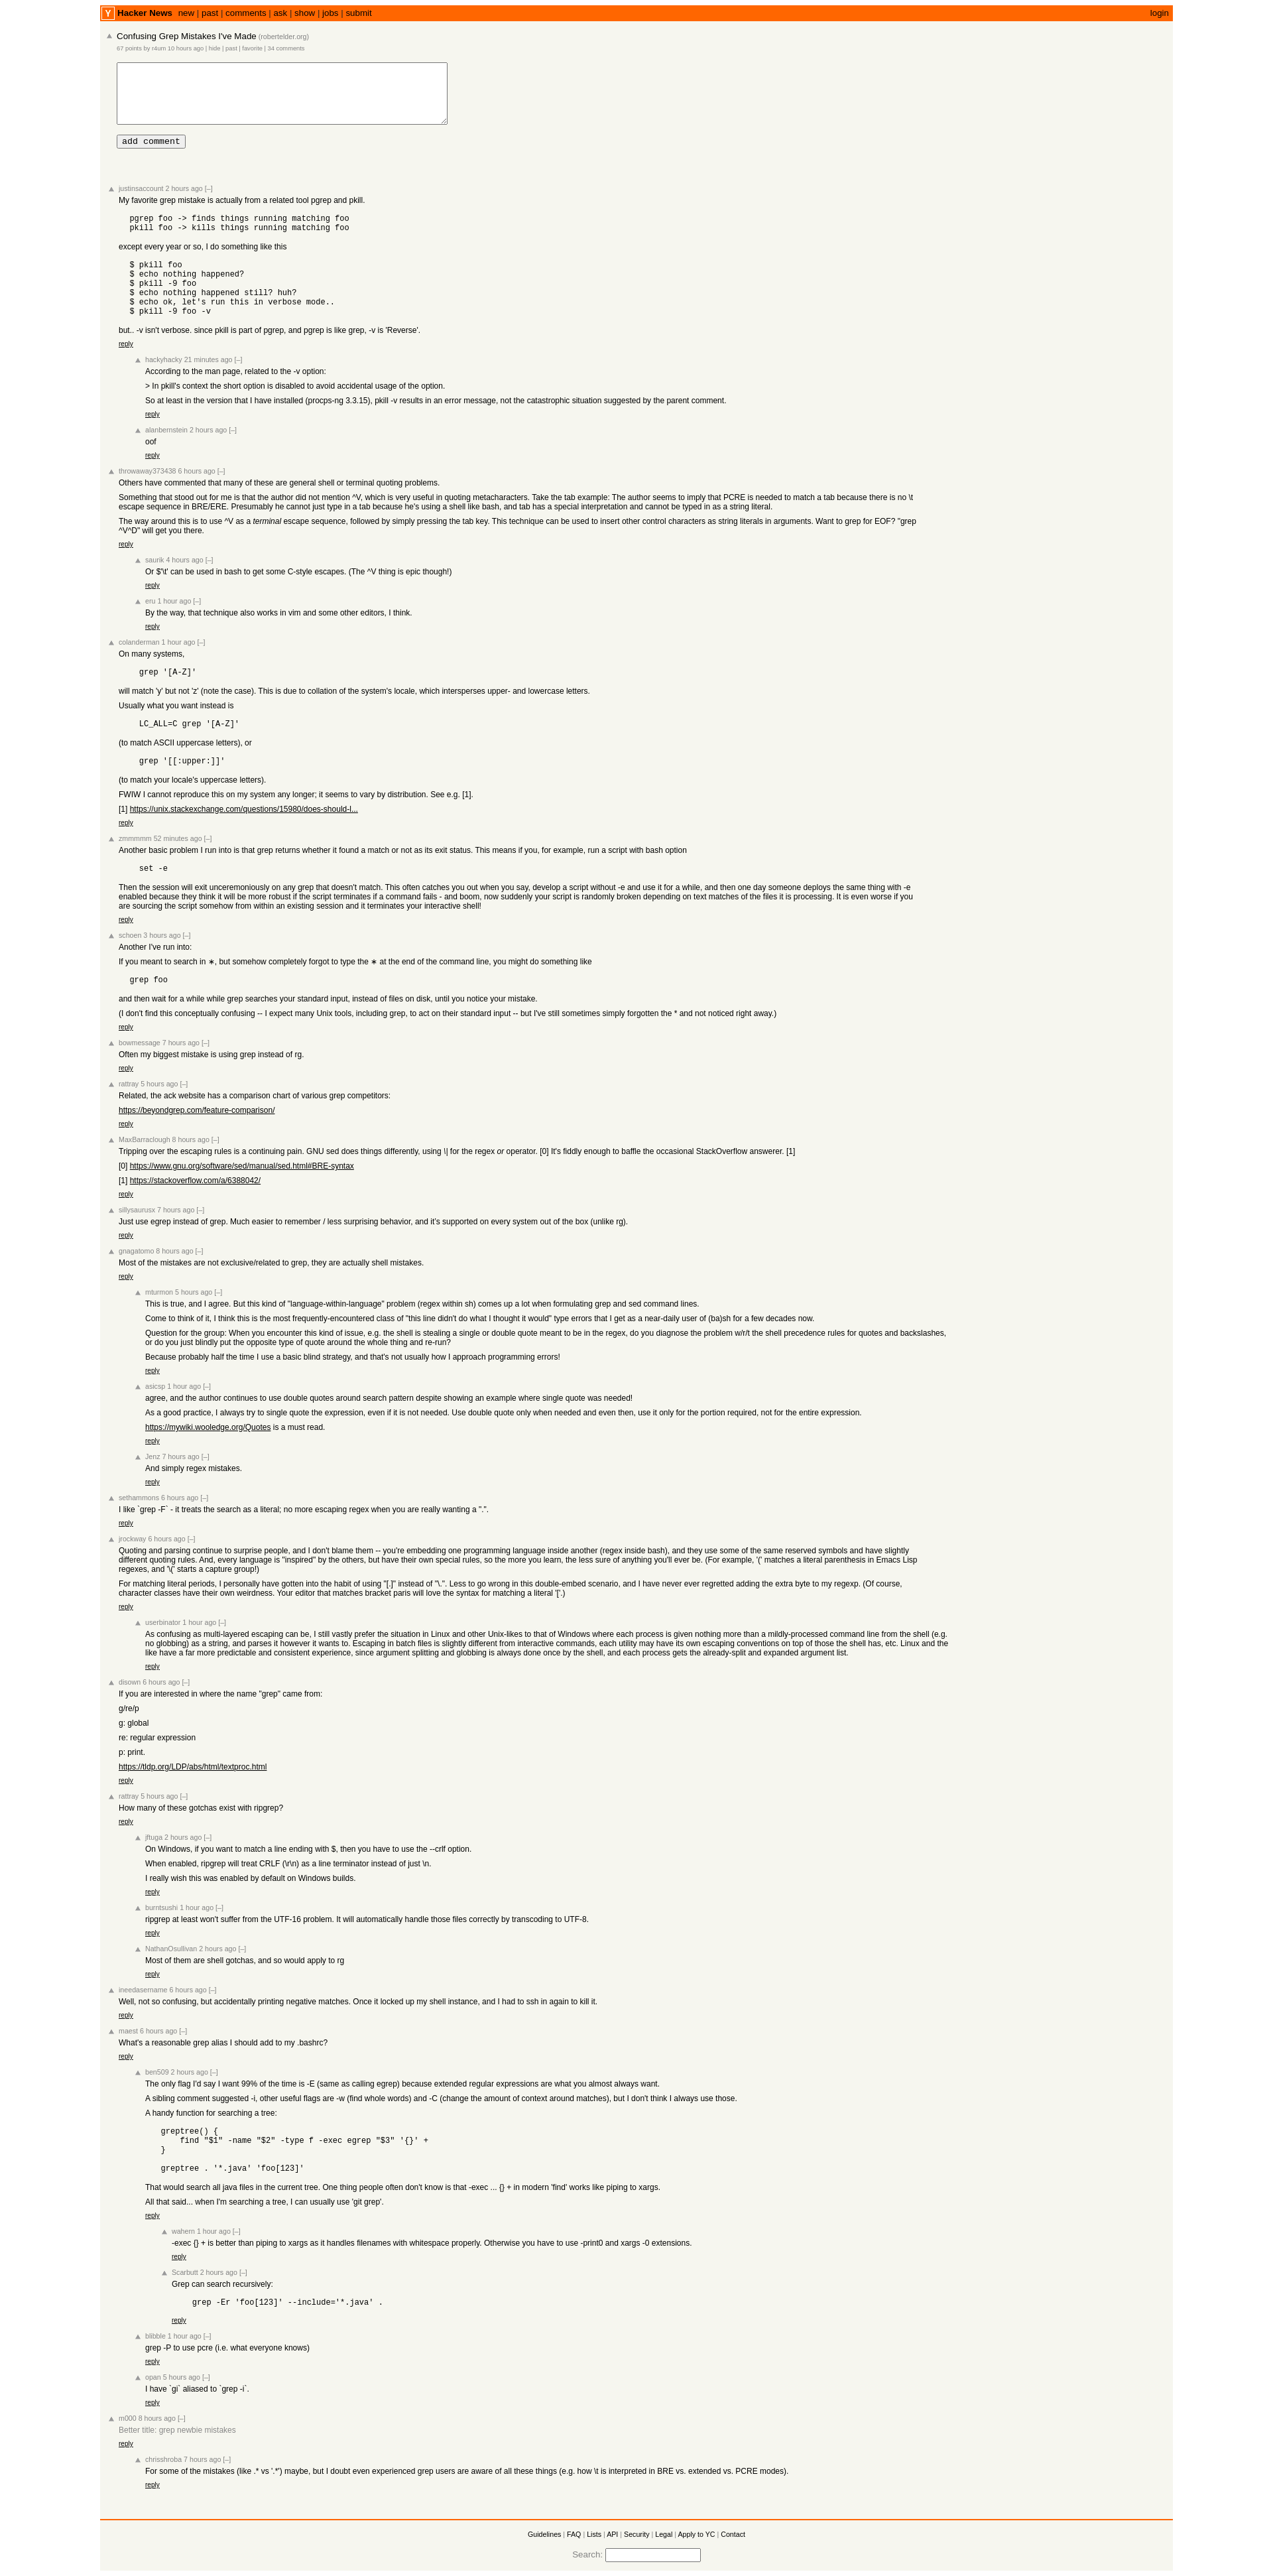 Y Hacker News new | past | comments | ask | show | jobs | submit login
Confusing Grep Mistakes I've Made (robertelder.org)
67 points by r4um 10 hours ago | hide | past | favorite | 34 comments
add comment
justinsaccount 2 hours ago [–]
My favorite grep mistake is actually from a related tool pgrep and pkill.
pgrep foo -> finds things running matching foo
pkill foo -> kills things running matching foo
except every year or so, I do something like this
$ pkill foo
$ echo nothing happened?
$ pkill -9 foo
$ echo nothing happened still? huh?
$ echo ok, let's run this in verbose mode..
$ pkill -9 foo -v
but.. -v isn't verbose. since pkill is part of pgrep, and pgrep is like grep, -v is 'Reverse'.
reply
hackyhacky 21 minutes ago [–]
According to the man page, related to the -v option:
> In pkill's context the short option is disabled to avoid accidental usage of the option.
So at least in the version that I have installed (procps-ng 3.3.15), pkill -v results in an error message, not the catastrophic situation suggested by the parent comment.
reply
alanbernstein 2 hours ago [–]
oof
reply
throwaway373438 6 hours ago [–]
Others have commented that many of these are general shell or terminal quoting problems.
Something that stood out for me is that the author did not mention ^V, which is very useful in quoting metacharacters. Take the tab example: The author seems to imply that PCRE is needed to match a tab because there is no \t
escape sequence in BRE/ERE. Presumably he cannot just type in a tab because he's using a shell like bash, and tab has a special interpretation and cannot be typed in as a string literal.
The way around this is to use ^V as a terminal escape sequence, followed by simply pressing the tab key. This technique can be used to insert other control characters as string literals in arguments. Want to grep for EOF? "grep
^V^D" will get you there.
reply
saurik 4 hours ago [–]
Or $'\t' can be used in bash to get some C-style escapes. (The ^V thing is epic though!)
reply
eru 1 hour ago [–]
By the way, that technique also works in vim and some other editors, I think.
reply
colanderman 1 hour ago [–]
On many systems,
grep '[A-Z]'
will match 'y' but not 'z' (note the case). This is due to collation of the system's locale, which intersperses upper- and lowercase letters.
Usually what you want instead is
LC_ALL=C grep '[A-Z]'
(to match ASCII uppercase letters), or
grep '[[:upper:]]'
(to match your locale's uppercase letters).
FWIW I cannot reproduce this on my system any longer; it seems to vary by distribution. See e.g. [1].
[1] https://unix.stackexchange.com/questions/15980/does-should-l...
reply
zmmmmm 52 minutes ago [–]
Another basic problem I run into is that grep returns whether it found a match or not as its exit status. This means if you, for example, run a script with bash option
set -e
Then the session will exit unceremoniously on any grep that doesn't match. This often catches you out when you say, develop a script without -e and use it for a while, and then one day someone deploys the same thing with -e
enabled because they think it will be more robust if the script terminates if a command fails - and boom, now suddenly your script is randomly broken depending on text matches of the files it is processing. It is even worse if you
are sourcing the script somehow from within an existing session and it terminates your interactive shell!
reply
schoen 3 hours ago [–]
Another I've run into:
If you meant to search in ∗, but somehow completely forgot to type the ∗ at the end of the command line, you might do something like
grep foo
and then wait for a while while grep searches your standard input, instead of files on disk, until you notice your mistake.
(I don't find this conceptually confusing -- I expect many Unix tools, including grep, to act on their standard input -- but I've still sometimes simply forgotten the * and not noticed right away.)
reply
bowmessage 7 hours ago [–]
Often my biggest mistake is using grep instead of rg.
reply
rattray 5 hours ago [–]
Related, the ack website has a comparison chart of various grep competitors:
https://beyondgrep.com/feature-comparison/
reply
MaxBarraclough 8 hours ago [–]
Tripping over the escaping rules is a continuing pain. GNU sed does things differently, using \| for the regex or operator. [0] It's fiddly enough to baffle the occasional StackOverflow answerer. [1]
[0] https://www.gnu.org/software/sed/manual/sed.html#BRE-syntax
[1] https://stackoverflow.com/a/6388042/
reply
sillysaurusx 7 hours ago [–]
Just use egrep instead of grep. Much easier to remember / less surprising behavior, and it's supported on every system out of the box (unlike rg).
reply
gnagatomo 8 hours ago [–]
Most of the mistakes are not exclusive/related to grep, they are actually shell mistakes.
reply
mturmon 5 hours ago [–]
This is true, and I agree. But this kind of "language-within-language" problem (regex within sh) comes up a lot when formulating grep and sed command lines.
Come to think of it, I think this is the most frequently-encountered class of "this line didn't do what I thought it would" type errors that I get as a near-daily user of (ba)sh for a few decades now.
Question for the group: When you encounter this kind of issue, e.g. the shell is stealing a single or double quote meant to be in the regex, do you diagnose the problem w/r/t the shell precedence rules for quotes and backslashes,
or do you just blindly put the opposite type of quote around the whole thing and re-run?
Because probably half the time I use a basic blind strategy, and that's not usually how I approach programming errors!
reply
asicsp 1 hour ago [–]
agree, and the author continues to use double quotes around search pattern despite showing an example where single quote was needed!
As a good practice, I always try to single quote the expression, even if it is not needed. Use double quote only when needed and even then, use it only for the portion required, not for the entire expression.
https://mywiki.wooledge.org/Quotes is a must read.
reply
Jenz 7 hours ago [–]
And simply regex mistakes.
reply
sethammons 6 hours ago [–]
I like `grep -F` - it treats the search as a literal; no more escaping regex when you are really wanting a ".".
reply
jrockway 6 hours ago [–]
Quoting and parsing continue to surprise people, and I don't blame them -- you're embedding one programming language inside another (regex inside bash), and they use some of the same reserved symbols and have slightly
different quoting rules. And, every language is "inspired" by the others, but have their own special rules, so the more you learn, the less sure of anything you'll ever be. (For example, '(' matches a literal parenthesis in Emacs Lisp
regexes, and '\(' starts a capture group!)
For matching literal periods, I personally have gotten into the habit of using "[.]" instead of "\.". Less to go wrong in this double-embed scenario, and I have never ever regretted adding the extra byte to my regexp. (Of course,
character classes have their own weirdness. Your editor that matches bracket paris will love the syntax for matching a literal '['.)
reply
userbinator 1 hour ago [–]
As confusing as multi-layered escaping can be, I still vastly prefer the situation in Linux and other Unix-likes to that of Windows where each process is given nothing more than a mildly-processed command line from the shell (e.g.
no globbing) as a string, and parses it however it wants to. Escaping in batch files is slightly different from interactive commands, each utility may have its own escaping conventions on top of those the shell has, etc. Linux and the
like have a far more predictable and consistent experience, since argument splitting and globbing is always done once by the shell, and each process gets the already-split and expanded argument list.
reply
disown 6 hours ago [–]
If you are interested in where the name "grep" came from:
g/re/p
g: global
re: regular expression
p: print.
https://tldp.org/LDP/abs/html/textproc.html
reply
rattray 5 hours ago [–]
How many of these gotchas exist with ripgrep?
reply
jftuga 2 hours ago [–]
On Windows, if you want to match a line ending with $, then you have to use the --crlf option.
When enabled, ripgrep will treat CRLF (\r\n) as a line terminator instead of just \n.
I really wish this was enabled by default on Windows builds.
reply
burntsushi 1 hour ago [–]
ripgrep at least won't suffer from the UTF-16 problem. It will automatically handle those files correctly by transcoding to UTF-8.
reply
NathanOsullivan 2 hours ago [–]
Most of them are shell gotchas, and so would apply to rg
reply
ineedasername 6 hours ago [–]
Well, not so confusing, but accidentally printing negative matches. Once it locked up my shell instance, and I had to ssh in again to kill it.
reply
maest 6 hours ago [–]
What's a reasonable grep alias I should add to my .bashrc?
reply
ben509 2 hours ago [–]
The only flag I'd say I want 99% of the time is -E (same as calling egrep) because extended regular expressions are what you almost always want.
A sibling comment suggested -i, other useful flags are -w (find whole words) and -C (change the amount of context around matches), but I don't think I always use those.
A handy function for searching a tree:
greptree() {
find "$1" -name "$2" -type f -exec egrep "$3" '{}' +
}
greptree . '*.java' 'foo[123]'
That would search all java files in the current tree. One thing people often don't know is that -exec ... {} + in modern 'find' works like piping to xargs.
All that said... when I'm searching a tree, I can usually use 'git grep'.
reply
wahern 1 hour ago [–]
-exec {} + is better than piping to xargs as it handles filenames with whitespace properly. Otherwise you have to use -print0 and xargs -0 extensions.
reply
Scarbutt 2 hours ago [–]
Grep can search recursively:
grep -Er 'foo[123]' --include='*.java' .
reply
blibble 1 hour ago [–]
grep -P to use pcre (i.e. what everyone knows)
reply
opan 5 hours ago [–]
I have `gi` aliased to `grep -i`.
reply
m000 8 hours ago [–]
Better title: grep newbie mistakes
reply
chrisshroba 7 hours ago [–]
For some of the mistakes (like .* vs '.*') maybe, but I doubt even experienced grep users are aware of all these things (e.g. how \t is interpreted in BRE vs. extended vs. PCRE modes).
reply
Guidelines | FAQ | Lists | API | Security | Legal | Apply to YC | Contact
Search: